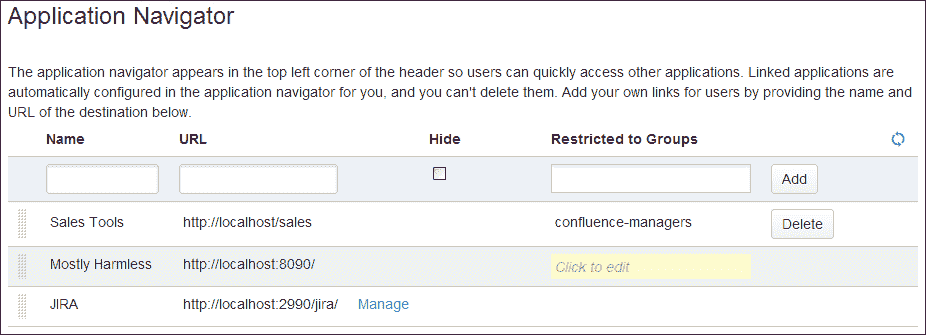 Application Navigator
The application navigator appears in the top left corner of the header so users can quickly access other applications. Linked applications are
automatically configured in the application navigator for you, and you can't delete them. Add your own links for users by providing the name and
URL of the destination below.
Name URL Hide Restricted to Groups
Add
Sales Tools http://localhost/sales confluence-managers Delete
Mostly Harmless http://localhost:8090/ Click to edit
JIRA http://localhost:2990/jira/ Manage